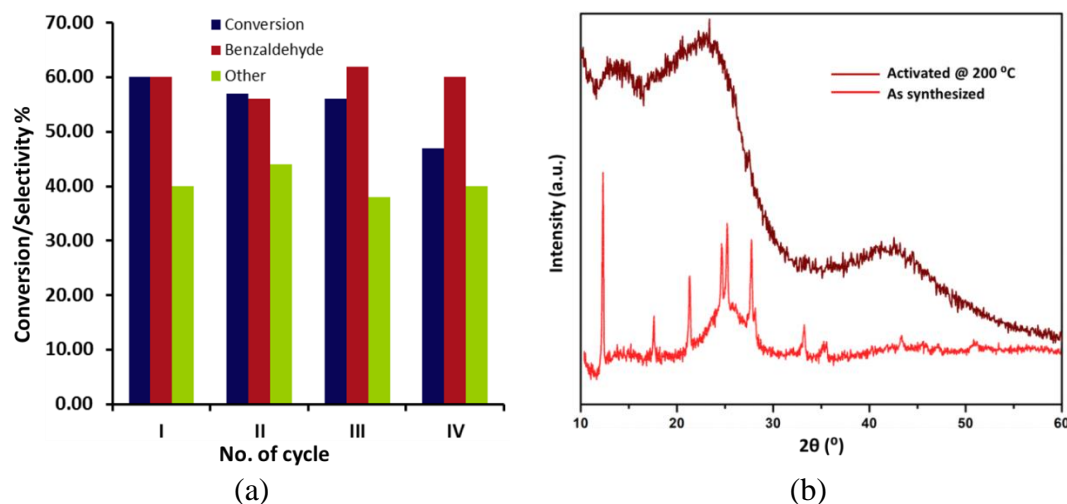 70.00
60.00
50.00
40.00
30.00
20.00
10.00
0.00
Conversion/Selectivity %
Conversion
Benzaldehyde
Other
I II III IV
No. of cycle
(a)
Intensity (a.u.)
Activated @ 200 °C
As synthesized
10 20 30 40 50 60
2θ (°)
(b)